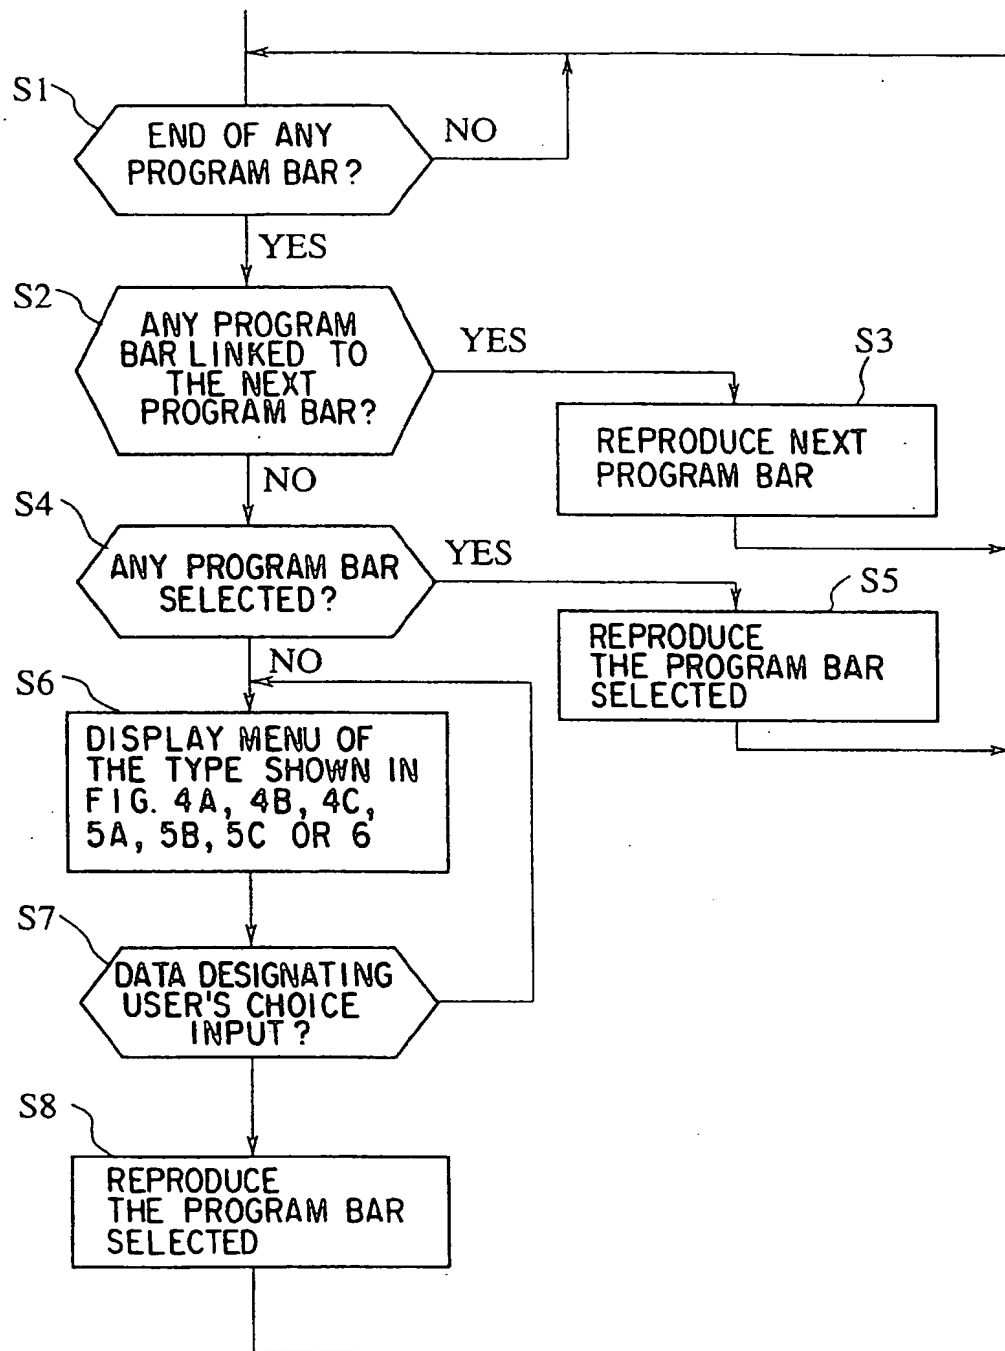 S1
END OF ANY
PROGRAM BAR?
NO
YES
S2
ANY PROGRAM
BAR LINKED TO
THE NEXT
PROGRAM BAR?
YES
S3
REPRODUCE NEXT
PROGRAM BAR
NO
S4
ANY PROGRAM BAR
SELECTED?
YES
S5
REPRODUCE
THE PROGRAM BAR
SELECTED
NO
S6
DISPLAY MENU OF
THE TYPE SHOWN IN
FIG. 4A, 4B, 4C,
5A, 5B, 5C OR 6
S7
DATA DESIGNATING
USER'S CHOICE
INPUT?
S8
REPRODUCE
THE PROGRAM BAR
SELECTED